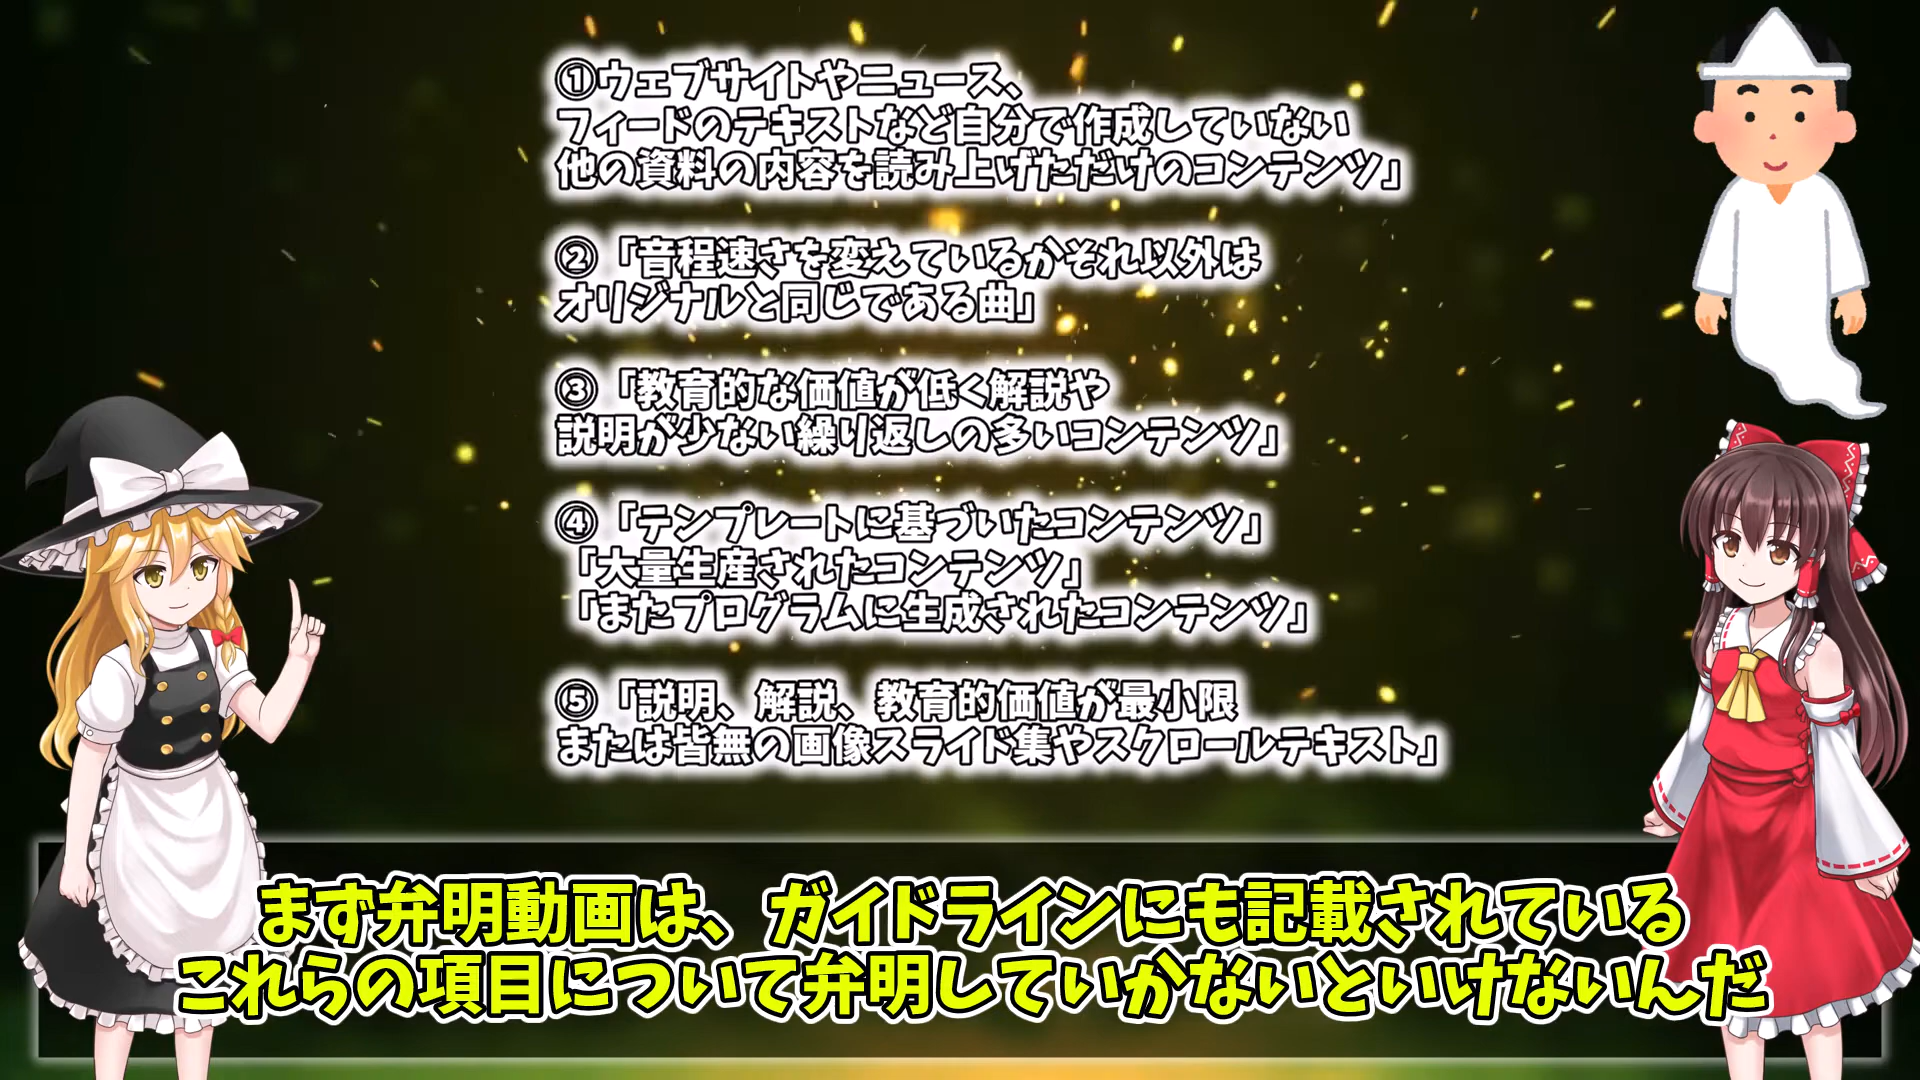 ①ウェブサイトやニュース、
フィードのテキストなど自分で作成していない
他の資料の内容を読み上げただけのコンテンツ」
②「音程速さを変えているかそれ以外は
オリジナルと同じである曲」
③「教育的な価値が低く解説や
説明が少ない繰り返しの多いコンテンツ」
④「テンプレートに基づいたコンテンツ」
「大量生産されたコンテンツ」
「またプログラムに生成されたコンテンツ」
⑤「説明、解説、教育的価値が最小限
または皆無の画像スライド集やスクロールテキスト」
まず弁明動画は、ガイドラインにも記載されている
これらの項目について弁明していかないといけないんだ